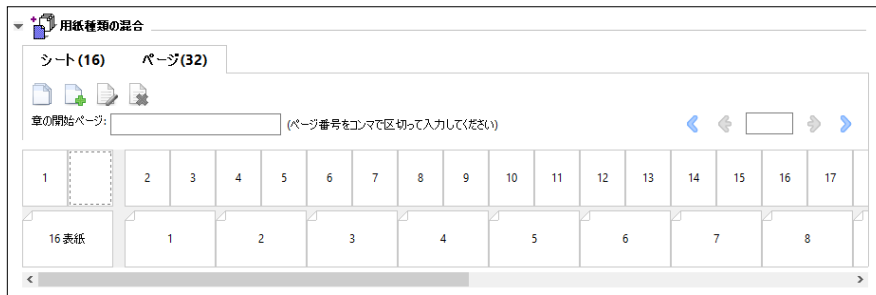 用紙種類の混合
シート(16) ページ(32)
章の開始ページ: (ページ番号をコンマで区切って入力してください)
1 2 3 4 5 6 7 8 9 10 11 12 13 14 15 16 17
16 表紙 1 2 3 4 5 6 7 8